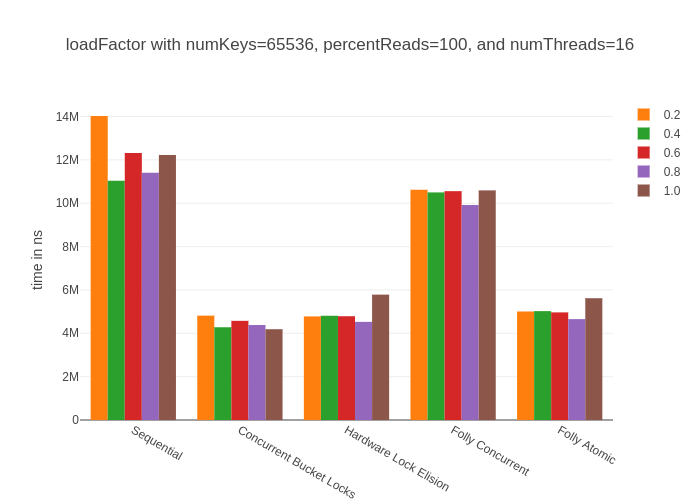 loadFactor with numKeys=65536, percentReads=100, and numThreads=16
14M
12M
10M
8M
6M
4M
2M
0
time in ns
Sequential
Concurrent Bucket Locks
Hardware Lock Elision
Folly Concurrent
Folly Atomic
0.2
0.4
0.6
0.8
1.0